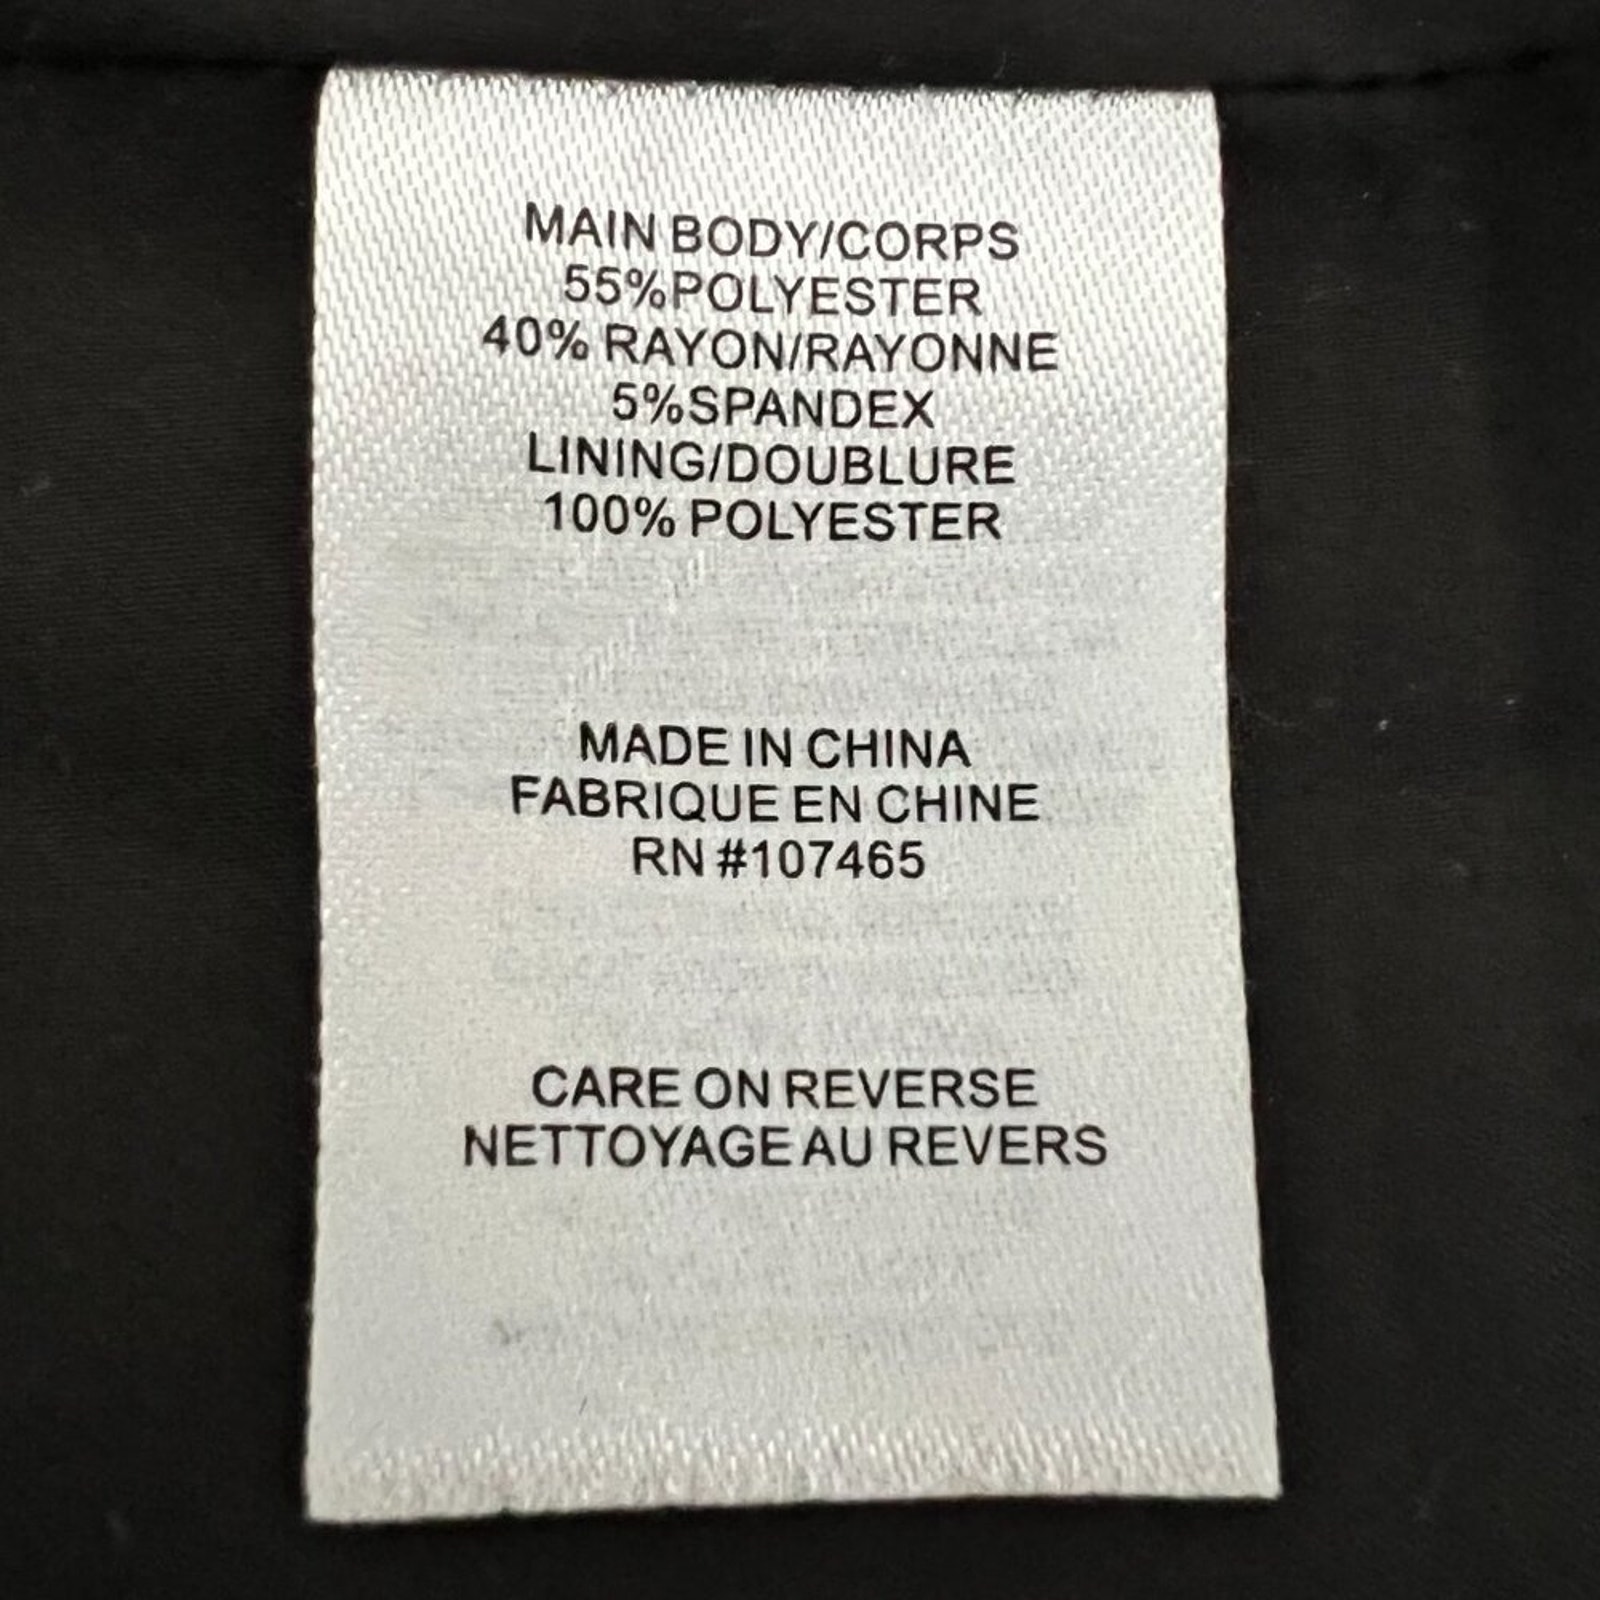 MAIN BODY/CORPS
55%POLYESTER
40% RAYON/RAYONNE
5%SPANDEX
LINING/DOUBLURE
100% POLYESTER
MADE IN CHINA
FABRIQUE EN CHINE
RN #107465
CARE ON REVERSE
NETTOYAGE AU REVERS